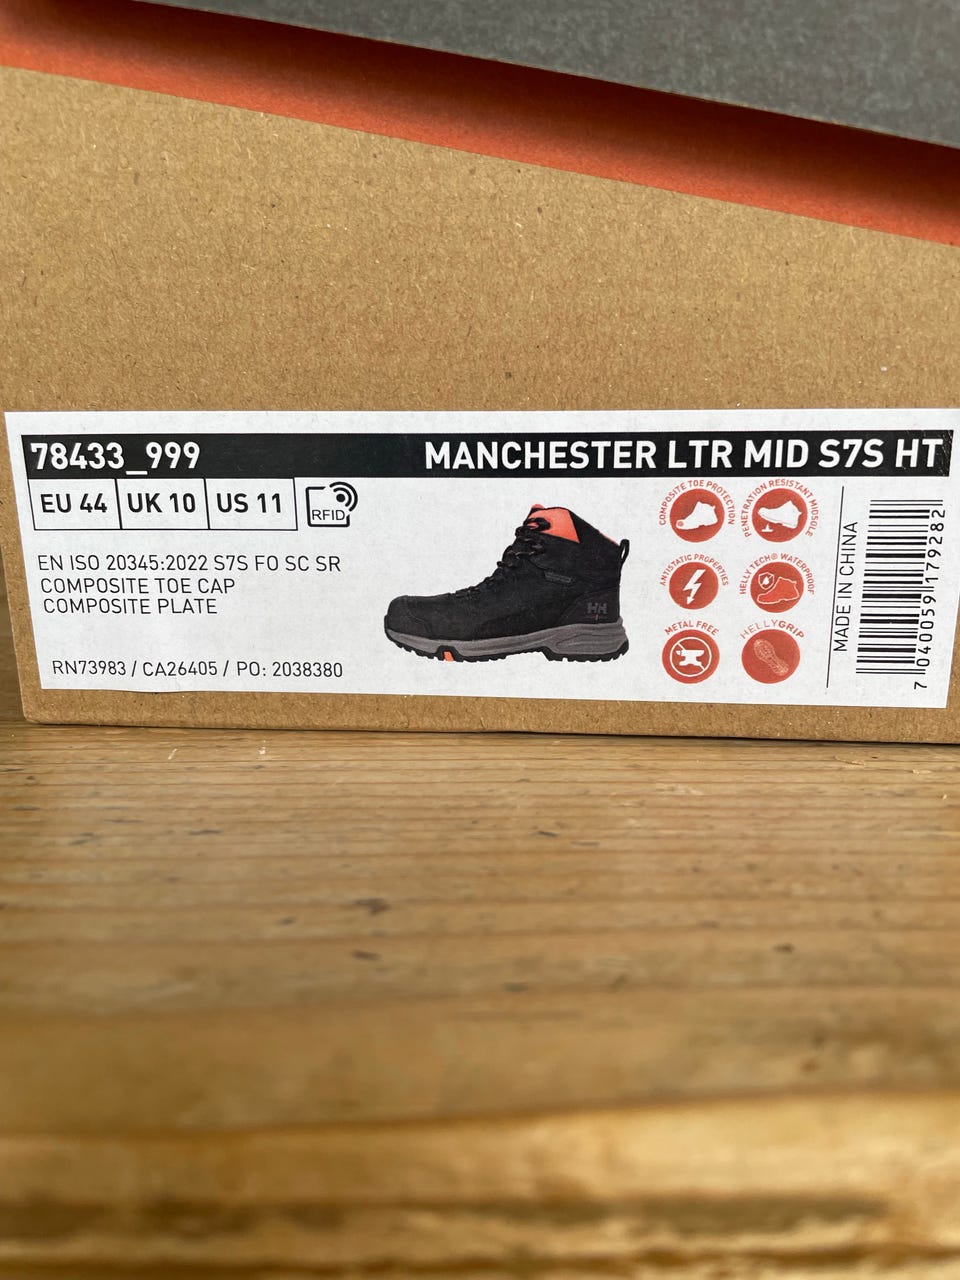 78433_999
MANCHESTER LTR MID S7S HT
EU 44
UK 10
US 11
RFID
EN ISO 20345:2022 S7S FO SC SR
COMPOSITE TOE CAP
COMPOSITE PLATE
RN73983 / CA26405 / PO: 2038380
HH
COMPOSITE TOE PROTECTION
PENETRATION RESISTANT MIDSOLE
ANTISTATIC PROPERTIES
HELLY TECH® WATERPROOF
METAL FREE
HELLYGRIP
MADE IN CHINA
7 040059 179282